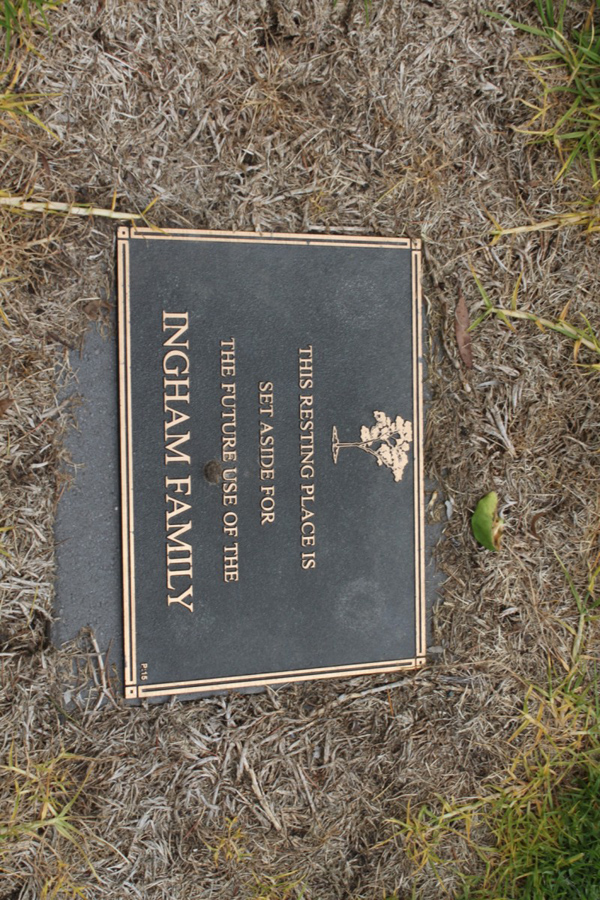 THIS RESTING PLACE IS
SET ASIDE FOR
THE FUTURE USE OF THE
INGHAM FAMILY